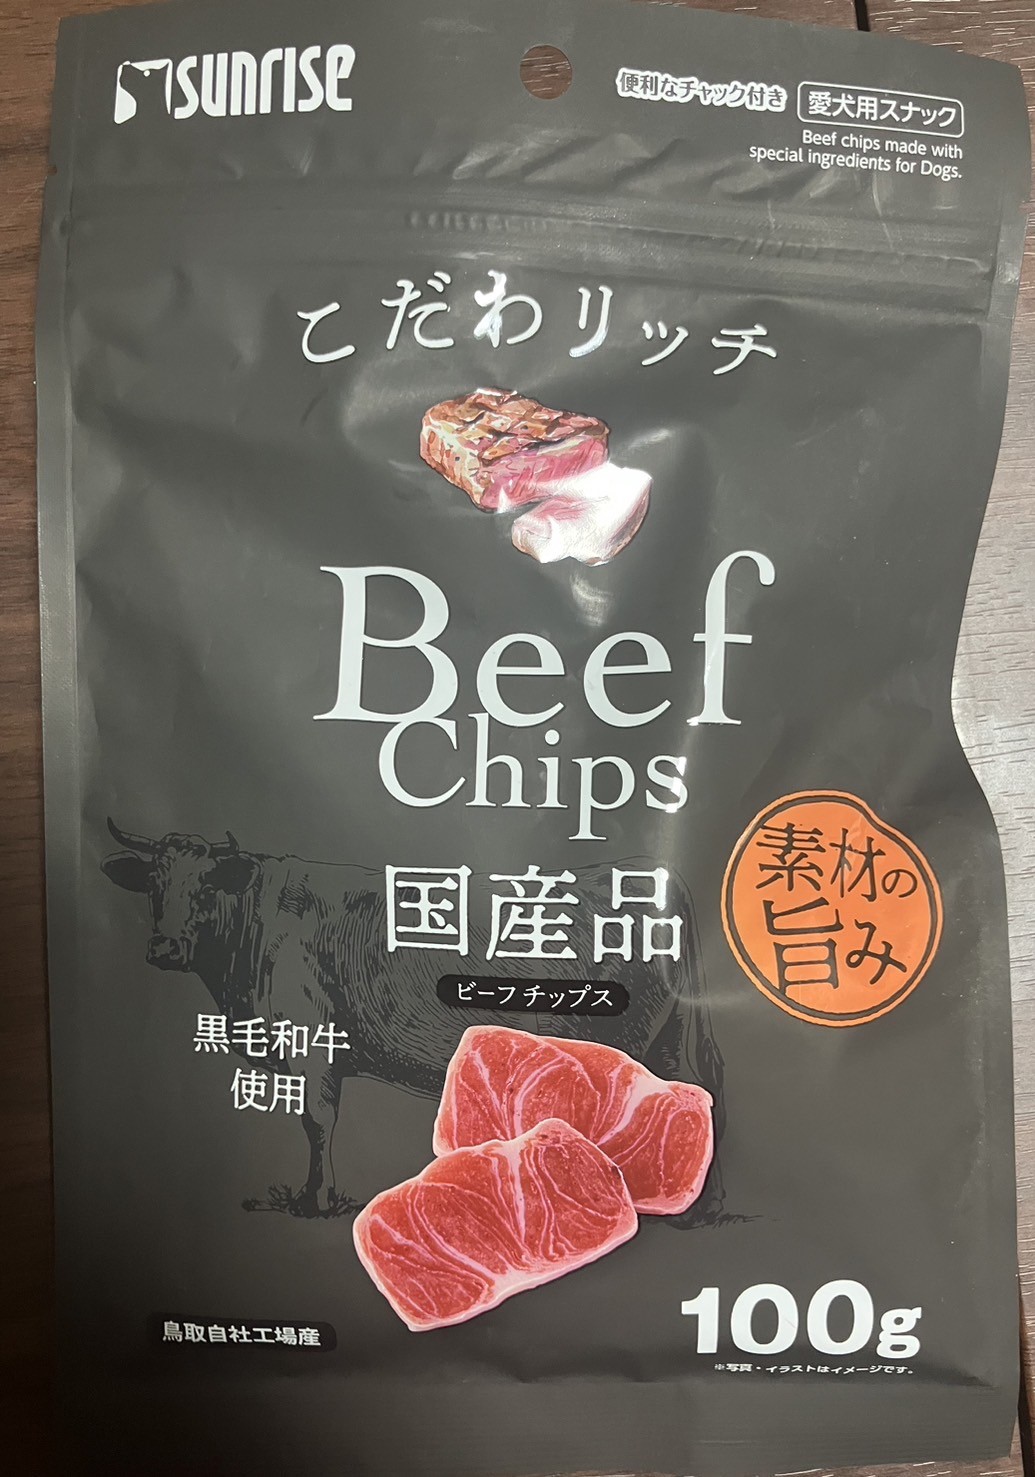 sunrise
便利なチャック付き
愛犬用スナック
Beef chips made with
special ingredients for Dogs.
こだわリッチ
Beef
Chips
国産品
ビーフチップス
素材の
旨み
黒毛和牛
使用
鳥取自社工場産
100g
※写真・イラストはイメージです。